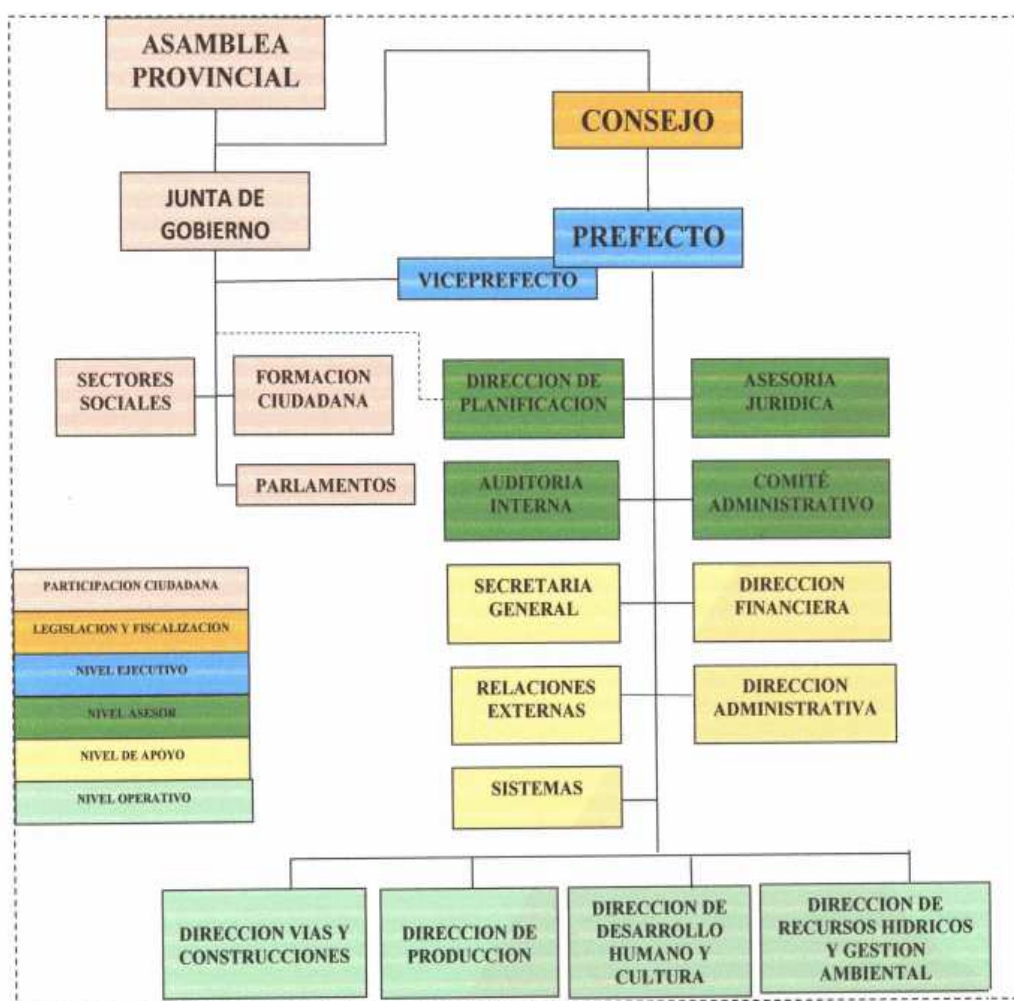 ASAMBLEA
PROVINCIAL
CONSEJO
JUNTA DE
GOBIERNO
PREFECTO
VICEPREFECTO
SECTORES
SOCIALES
FORMACION
CIUDADANA
DIRECCION DE
PLANIFICACION
ASESORIA
JURIDICA
PARLAMENTOS
AUDITORIA
INTERNA
COMITÉ
ADMINISTRATIVO
PARTICIPACION CIUDADANA
LEGISLACION Y FISCALIZACION
NIVEL EJECUTIVO
NIVEL ASESOR
NIVEL DE APOYO
NIVEL OPERATIVO
SECRETARIA
GENERAL
DIRECCION
FINANCIERA
RELACIONES
EXTERNAS
DIRECCION
ADMINISTRATIVA
SISTEMAS
DIRECCION VIAS Y
CONSTRUCCIONES
DIRECCION DE
PRODUCCION
DIRECCION DE
DESARROLLO
HUMANO Y
CULTURA
DIRECCION DE
RECURSOS HIDRICOS
Y GESTION
AMBIENTAL